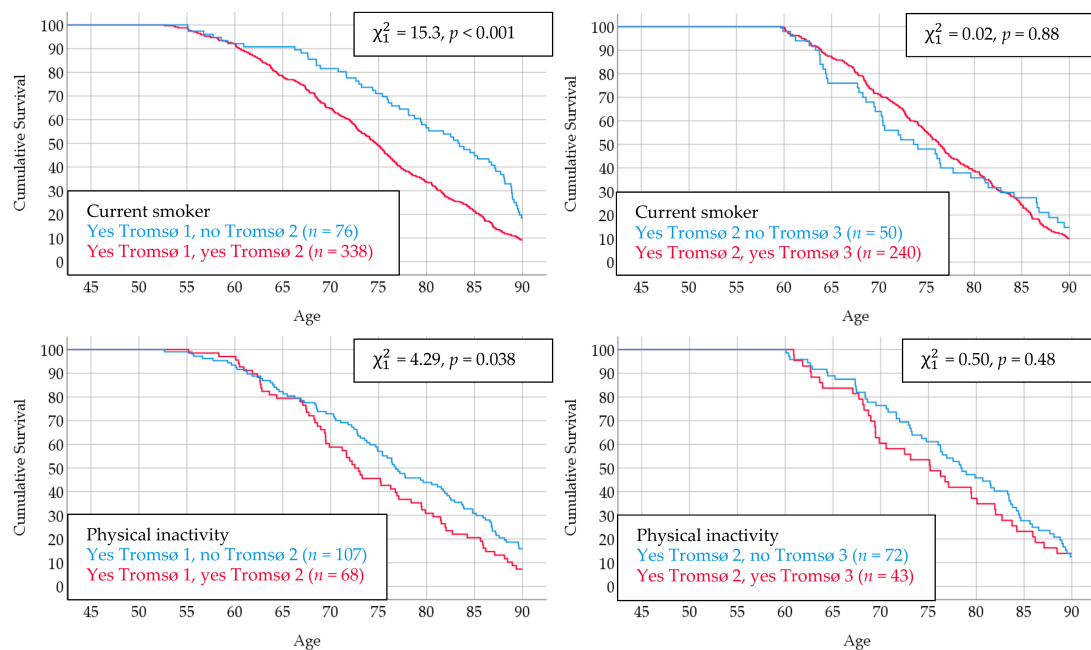 χ²₁ = 15.3, p < 0.001
Cumulative Survival
100
90
80
70
60
50
40
30
20
10
0
Current smoker
Yes Tromsø 1, no Tromsø 2 (n = 76)
Yes Tromsø 1, yes Tromsø 2 (n = 338)
45 50 55 60 65 70 75 80 85 90
Age
χ²₁ = 0.02, p = 0.88
Cumulative Survival
100
90
80
70
60
50
40
30
20
10
0
Current smoker
Yes Tromsø 2 no Tromsø 3 (n = 50)
Yes Tromsø 2, yes Tromsø 3 (n = 240)
45 50 55 60 65 70 75 80 85 90
Age
χ²₁ = 4.29, p = 0.038
Cumulative Survival
100
90
80
70
60
50
40
30
20
10
0
Physical inactivity
Yes Tromsø 1, no Tromsø 2 (n = 107)
Yes Tromsø 1, yes Tromsø 2 (n = 68)
45 50 55 60 65 70 75 80 85 90
Age
χ²₁ = 0.50, p = 0.48
Cumulative Survival
100
90
80
70
60
50
40
30
20
10
0
Physical inactivity
Yes Tromsø 2, no Tromsø 3 (n = 72)
Yes Tromsø 2, yes Tromsø 3 (n = 43)
45 50 55 60 65 70 75 80 85 90
Age